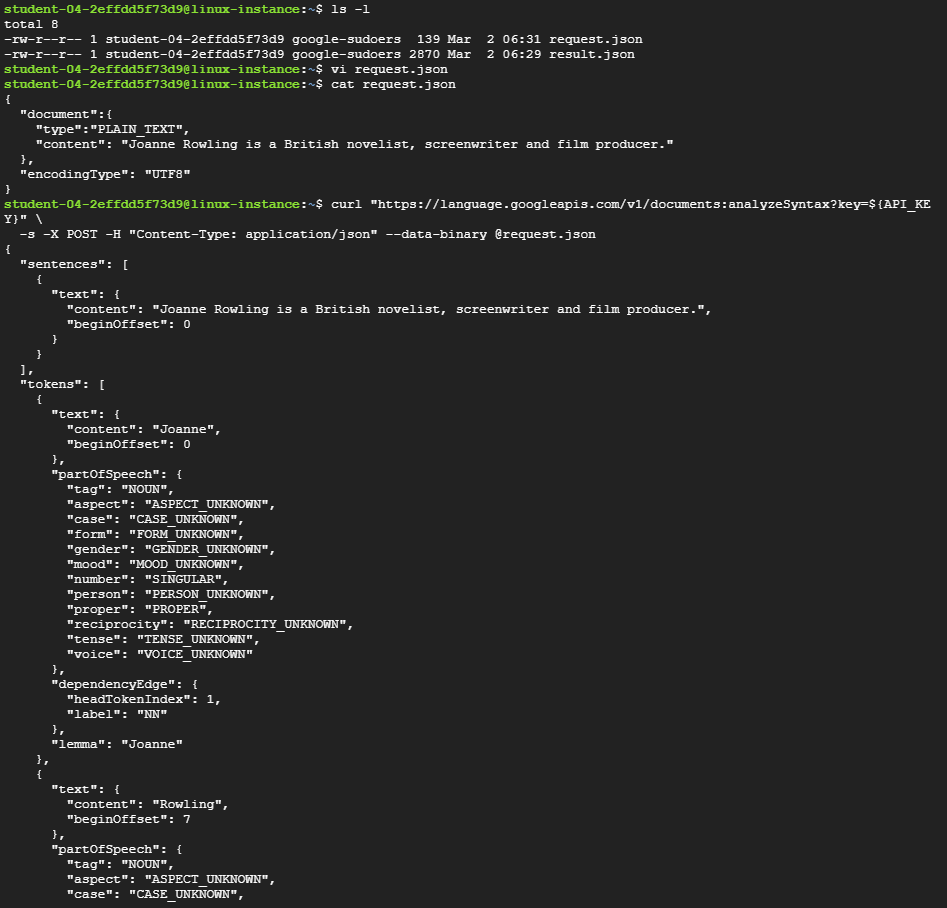 student-04-2effdd5f73d9@linux-instance:~$ ls -l
total 8
-rw-r--r-- 1 student-04-2effdd5f73d9 google-sudoers  139 Mar  2 06:31 request.json
-rw-r--r-- 1 student-04-2effdd5f73d9 google-sudoers 2870 Mar  2 06:29 result.json
student-04-2effdd5f73d9@linux-instance:~$ vi request.json
student-04-2effdd5f73d9@linux-instance:~$ cat request.json
{
  "document":{
    "type":"PLAIN_TEXT",
    "content": "Joanne Rowling is a British novelist, screenwriter and film producer."
  },
  "encodingType": "UTF8"
}
student-04-2effdd5f73d9@linux-instance:~$ curl "https://language.googleapis.com/v1/documents:analyzeSyntax?key=${API_KE
Y}" \
  -s -X POST -H "Content-Type: application/json" --data-binary @request.json
{
  "sentences": [
    {
      "text": {
        "content": "Joanne Rowling is a British novelist, screenwriter and film producer.",
        "beginOffset": 0
      }
    }
  ],
  "tokens": [
    {
      "text": {
        "content": "Joanne",
        "beginOffset": 0
      },
      "partOfSpeech": {
        "tag": "NOUN",
        "aspect": "ASPECT_UNKNOWN",
        "case": "CASE_UNKNOWN",
        "form": "FORM_UNKNOWN",
        "gender": "GENDER_UNKNOWN",
        "mood": "MOOD_UNKNOWN",
        "number": "SINGULAR",
        "person": "PERSON_UNKNOWN",
        "proper": "PROPER",
        "reciprocity": "RECIPROCITY_UNKNOWN",
        "tense": "TENSE_UNKNOWN",
        "voice": "VOICE_UNKNOWN"
      },
      "dependencyEdge": {
        "headTokenIndex": 1,
        "label": "NN"
      },
      "lemma": "Joanne"
    },
    {
      "text": {
        "content": "Rowling",
        "beginOffset": 7
      },
      "partOfSpeech": {
        "tag": "NOUN",
        "aspect": "ASPECT_UNKNOWN",
        "case": "CASE_UNKNOWN",